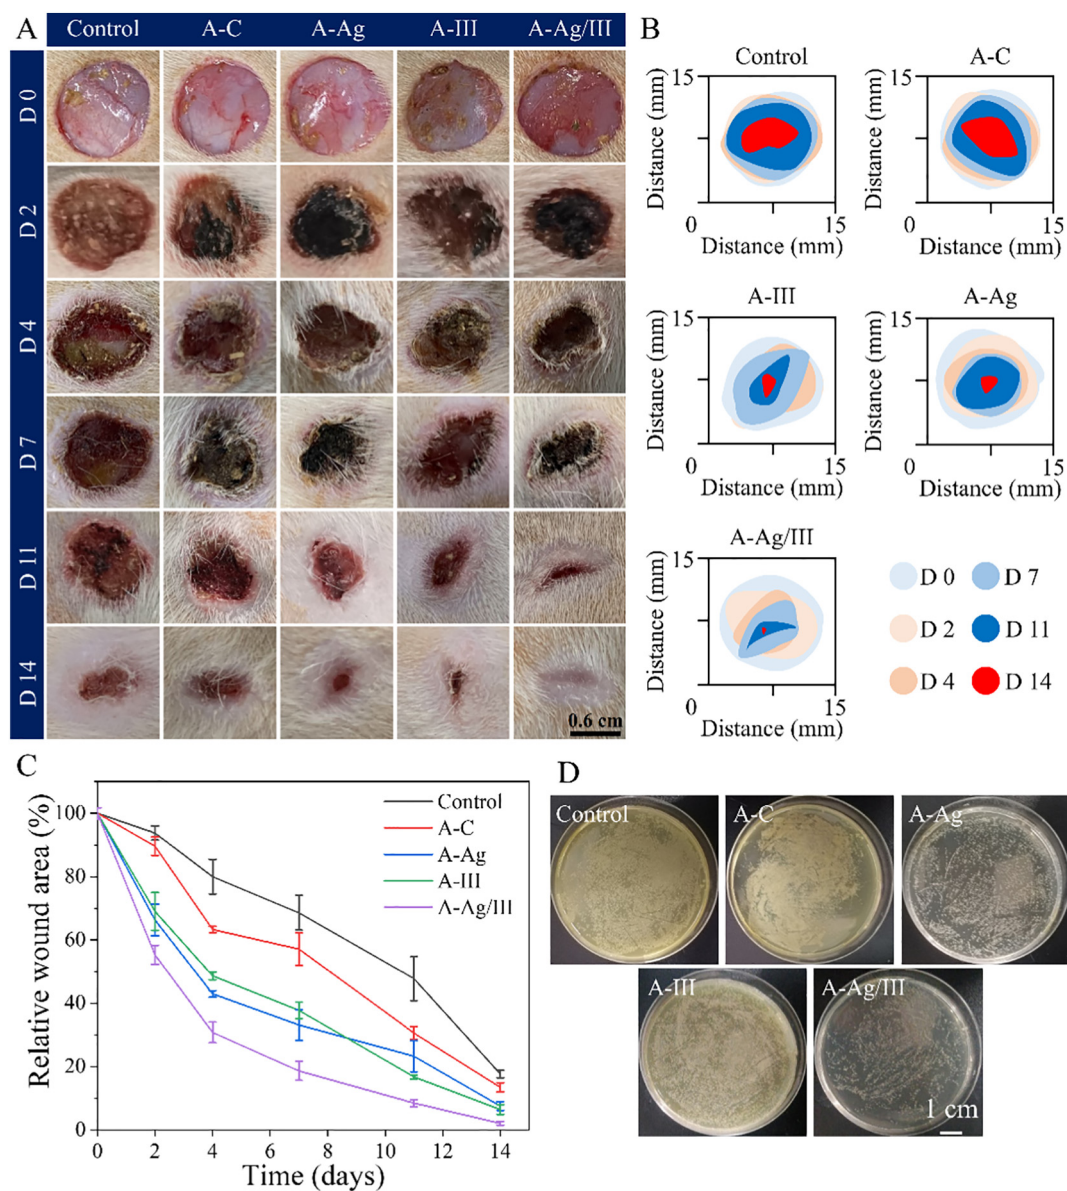 A
Control A-C A-Ag A-III A-Ag/III
D 0
D 2
D 4
D 7
D 11
D 14
0.6 cm
B
Control
15
Distance (mm)
0
15
Distance (mm)
A-C
15
Distance (mm)
0
15
Distance (mm)
A-III
15
Distance (mm)
0
15
Distance (mm)
A-Ag
15
Distance (mm)
0
15
Distance (mm)
A-Ag/III
15
Distance (mm)
0
15
Distance (mm)
D 0 D 7
D 2 D 11
D 4 D 14
C
Relative wound area (%)
100
80
60
40
20
0
0 2 4 6 8 10 12 14
Time (days)
Control
A-C
A-Ag
A-III
A-Ag/III
D
Control A-C A-Ag
A-III A-Ag/III
1 cm